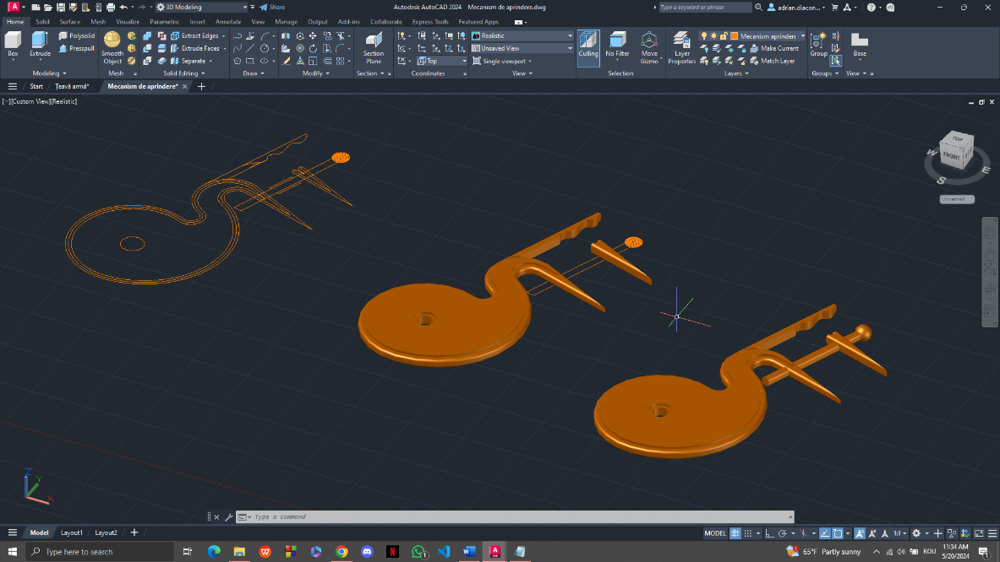 3D Modeling
Share
Autodesk AutoCAD 2024 Mecanism de aprindere.dwg
Type a keyword or phrase
adrian.diacon...
Home Solid Surface Mesh Visualize Parametric Insert Annotate View Manage Output Add-ins Collaborate Express Tools Featured Apps
Box
Extrude
Polysolid
Presspull
Smooth
Object
Extract Edges
Extrude Faces
Separate
Section
Plane
Top
Realistic
Unsaved View
Single viewport
Culling
No Filter
Move
Gizmo
Layer
Properties
Mecanism aprindere
Make Current
Match Layer
Group
Base
Modeling Mesh Solid Editing Draw Modify Section Coordinates View Selection Layers Groups View
Start Țeavă armă* Mecanism de aprindere*
[−][Custom View][Realistic]
TOP
FRONT
W
S
E
Unnamed
Z
Y
X
Type a command
Model Layout1 Layout2
MODEL
1:1
Type here to search
65°F Partly sunny
ROU
11:34 AM
5/20/2024